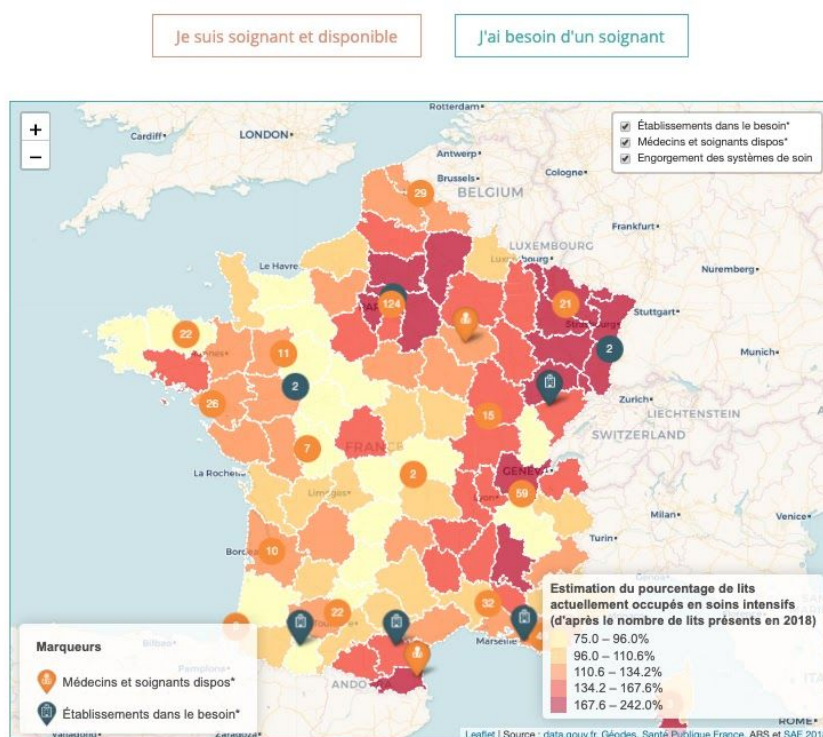 Je suis soignant et disponible
J'ai besoin d'un soignant
+
−
Établissements dans le besoin*
Médecins et soignants dispos*
Engorgement des systèmes de soin
Rotterdam
Cardiff
LONDON
Antwerp
Brussels
Cologne
BELGIUM
29
Frankfurt
LUXEMBOURG
Le Havre
Nuremberg
124
21
Stuttgart
Strasbourg
22
11
2
Munich
2
Zurich
LIECHTENSTEIN
26
15
SWITZERLAND
FRANCE
7
La Rochelle
2
GENEVA
59
Limoges
Lyon
Milan
Venice
Turin
10
32
22
Marseille
Marqueurs
Médecins et soignants dispos*
Établissements dans le besoin*
Estimation du pourcentage de lits
actuellement occupés en soins intensifs
(d'après le nombre de lits présents en 2018)
75.0 – 96.0%
96.0 – 110.6%
110.6 – 134.2%
134.2 – 167.6%
167.6 – 242.0%
ROME
Leaflet | Source : data.gouv.fr, Géodes, Santé Publique France, ARS et SAE 2018